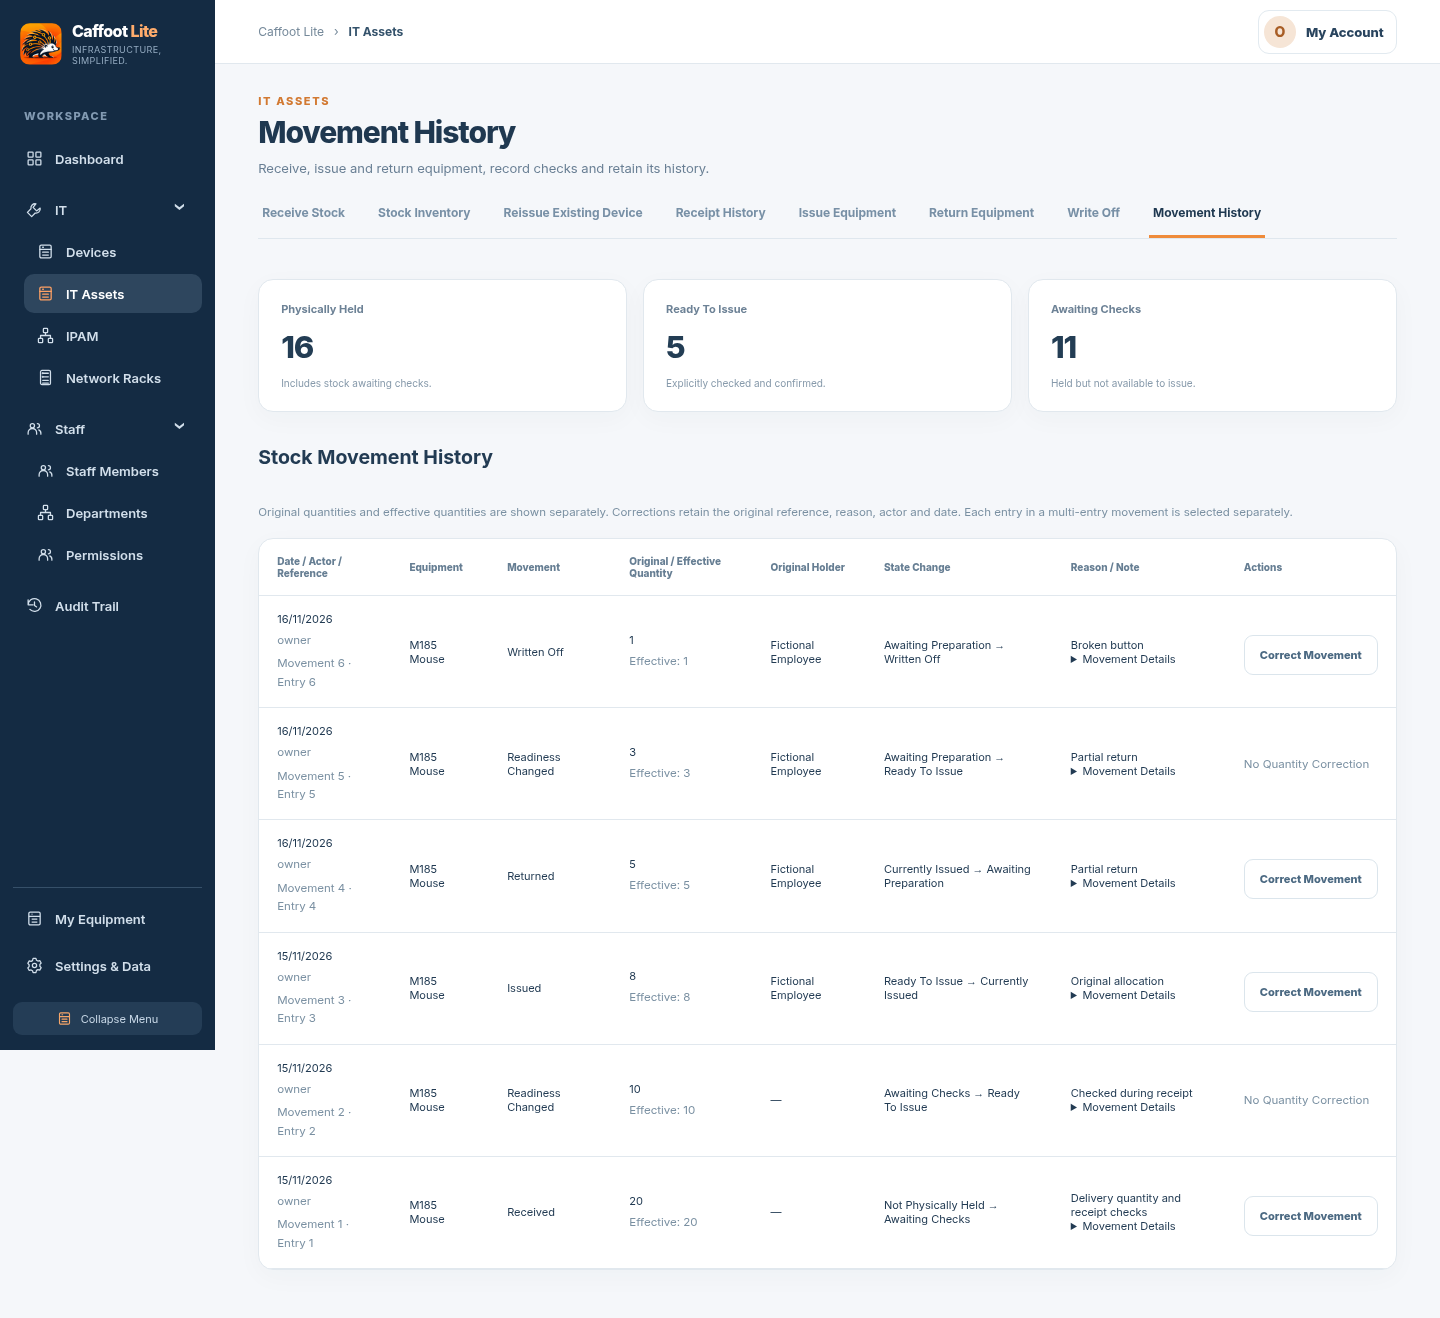 Caffoot Lite
INFRASTRUCTURE,
SIMPLIFIED.
WORKSPACE
Dashboard
IT
Devices
IT Assets
IPAM
Network Racks
Staff
Staff Members
Departments
Permissions
Audit Trail
My Equipment
Settings & Data
Collapse Menu
Caffoot Lite › IT Assets
O My Account
IT ASSETS
Movement History
Receive, issue and return equipment, record checks and retain its history.
Receive Stock Stock Inventory Reissue Existing Device Receipt History Issue Equipment Return Equipment Write Off Movement History
Physically Held
16
Includes stock awaiting checks.
Ready To Issue
5
Explicitly checked and confirmed.
Awaiting Checks
11
Held but not available to issue.
Stock Movement History
Original quantities and effective quantities are shown separately. Corrections retain the original reference, reason, actor and date. Each entry in a multi-entry movement is selected separately.
Date / Actor /
Reference
Equipment
Movement
Original / Effective
Quantity
Original Holder
State Change
Reason / Note
Actions
16/11/2026
owner
Movement 6 ·
Entry 6
M185
Mouse
Written Off
1
Effective: 1
Fictional
Employee
Awaiting Preparation →
Written Off
Broken button
▶ Movement Details
Correct Movement
16/11/2026
owner
Movement 5 ·
Entry 5
M185
Mouse
Readiness
Changed
3
Effective: 3
Fictional
Employee
Awaiting Preparation →
Ready To Issue
Partial return
▶ Movement Details
No Quantity Correction
16/11/2026
owner
Movement 4 ·
Entry 4
M185
Mouse
Returned
5
Effective: 5
Fictional
Employee
Currently Issued → Awaiting
Preparation
Partial return
▶ Movement Details
Correct Movement
15/11/2026
owner
Movement 3 ·
Entry 3
M185
Mouse
Issued
8
Effective: 8
Fictional
Employee
Ready To Issue → Currently
Issued
Original allocation
▶ Movement Details
Correct Movement
15/11/2026
owner
Movement 2 ·
Entry 2
M185
Mouse
Readiness
Changed
10
Effective: 10
—
Awaiting Checks → Ready
To Issue
Checked during receipt
▶ Movement Details
No Quantity Correction
15/11/2026
owner
Movement 1 ·
Entry 1
M185
Mouse
Received
20
Effective: 20
—
Not Physically Held →
Awaiting Checks
Delivery quantity and
receipt checks
▶ Movement Details
Correct Movement